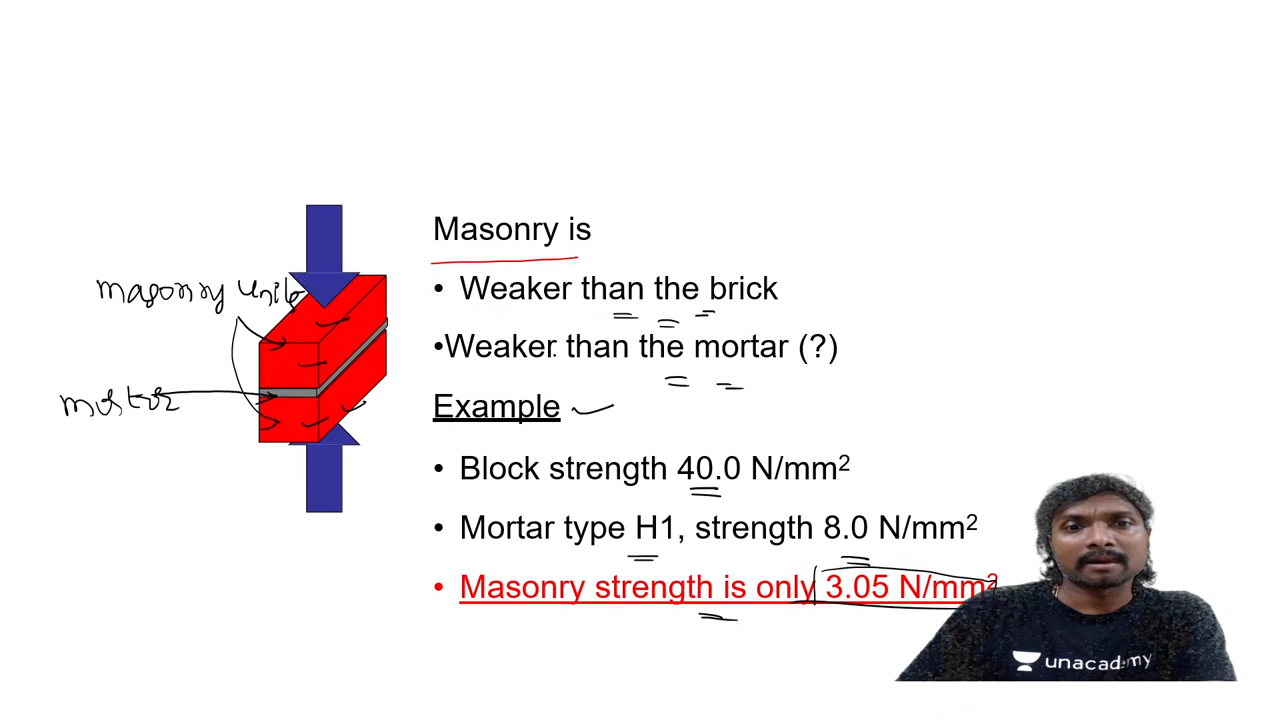 Masonry is
• Weaker than the brick
masonry units
•Weaker than the mortar (?)
mortar
Example
• Block strength 40.0 N/mm²
• Mortar type H1, strength 8.0 N/mm²
• Masonry strength is only 3.05 N/mm²
unacademy